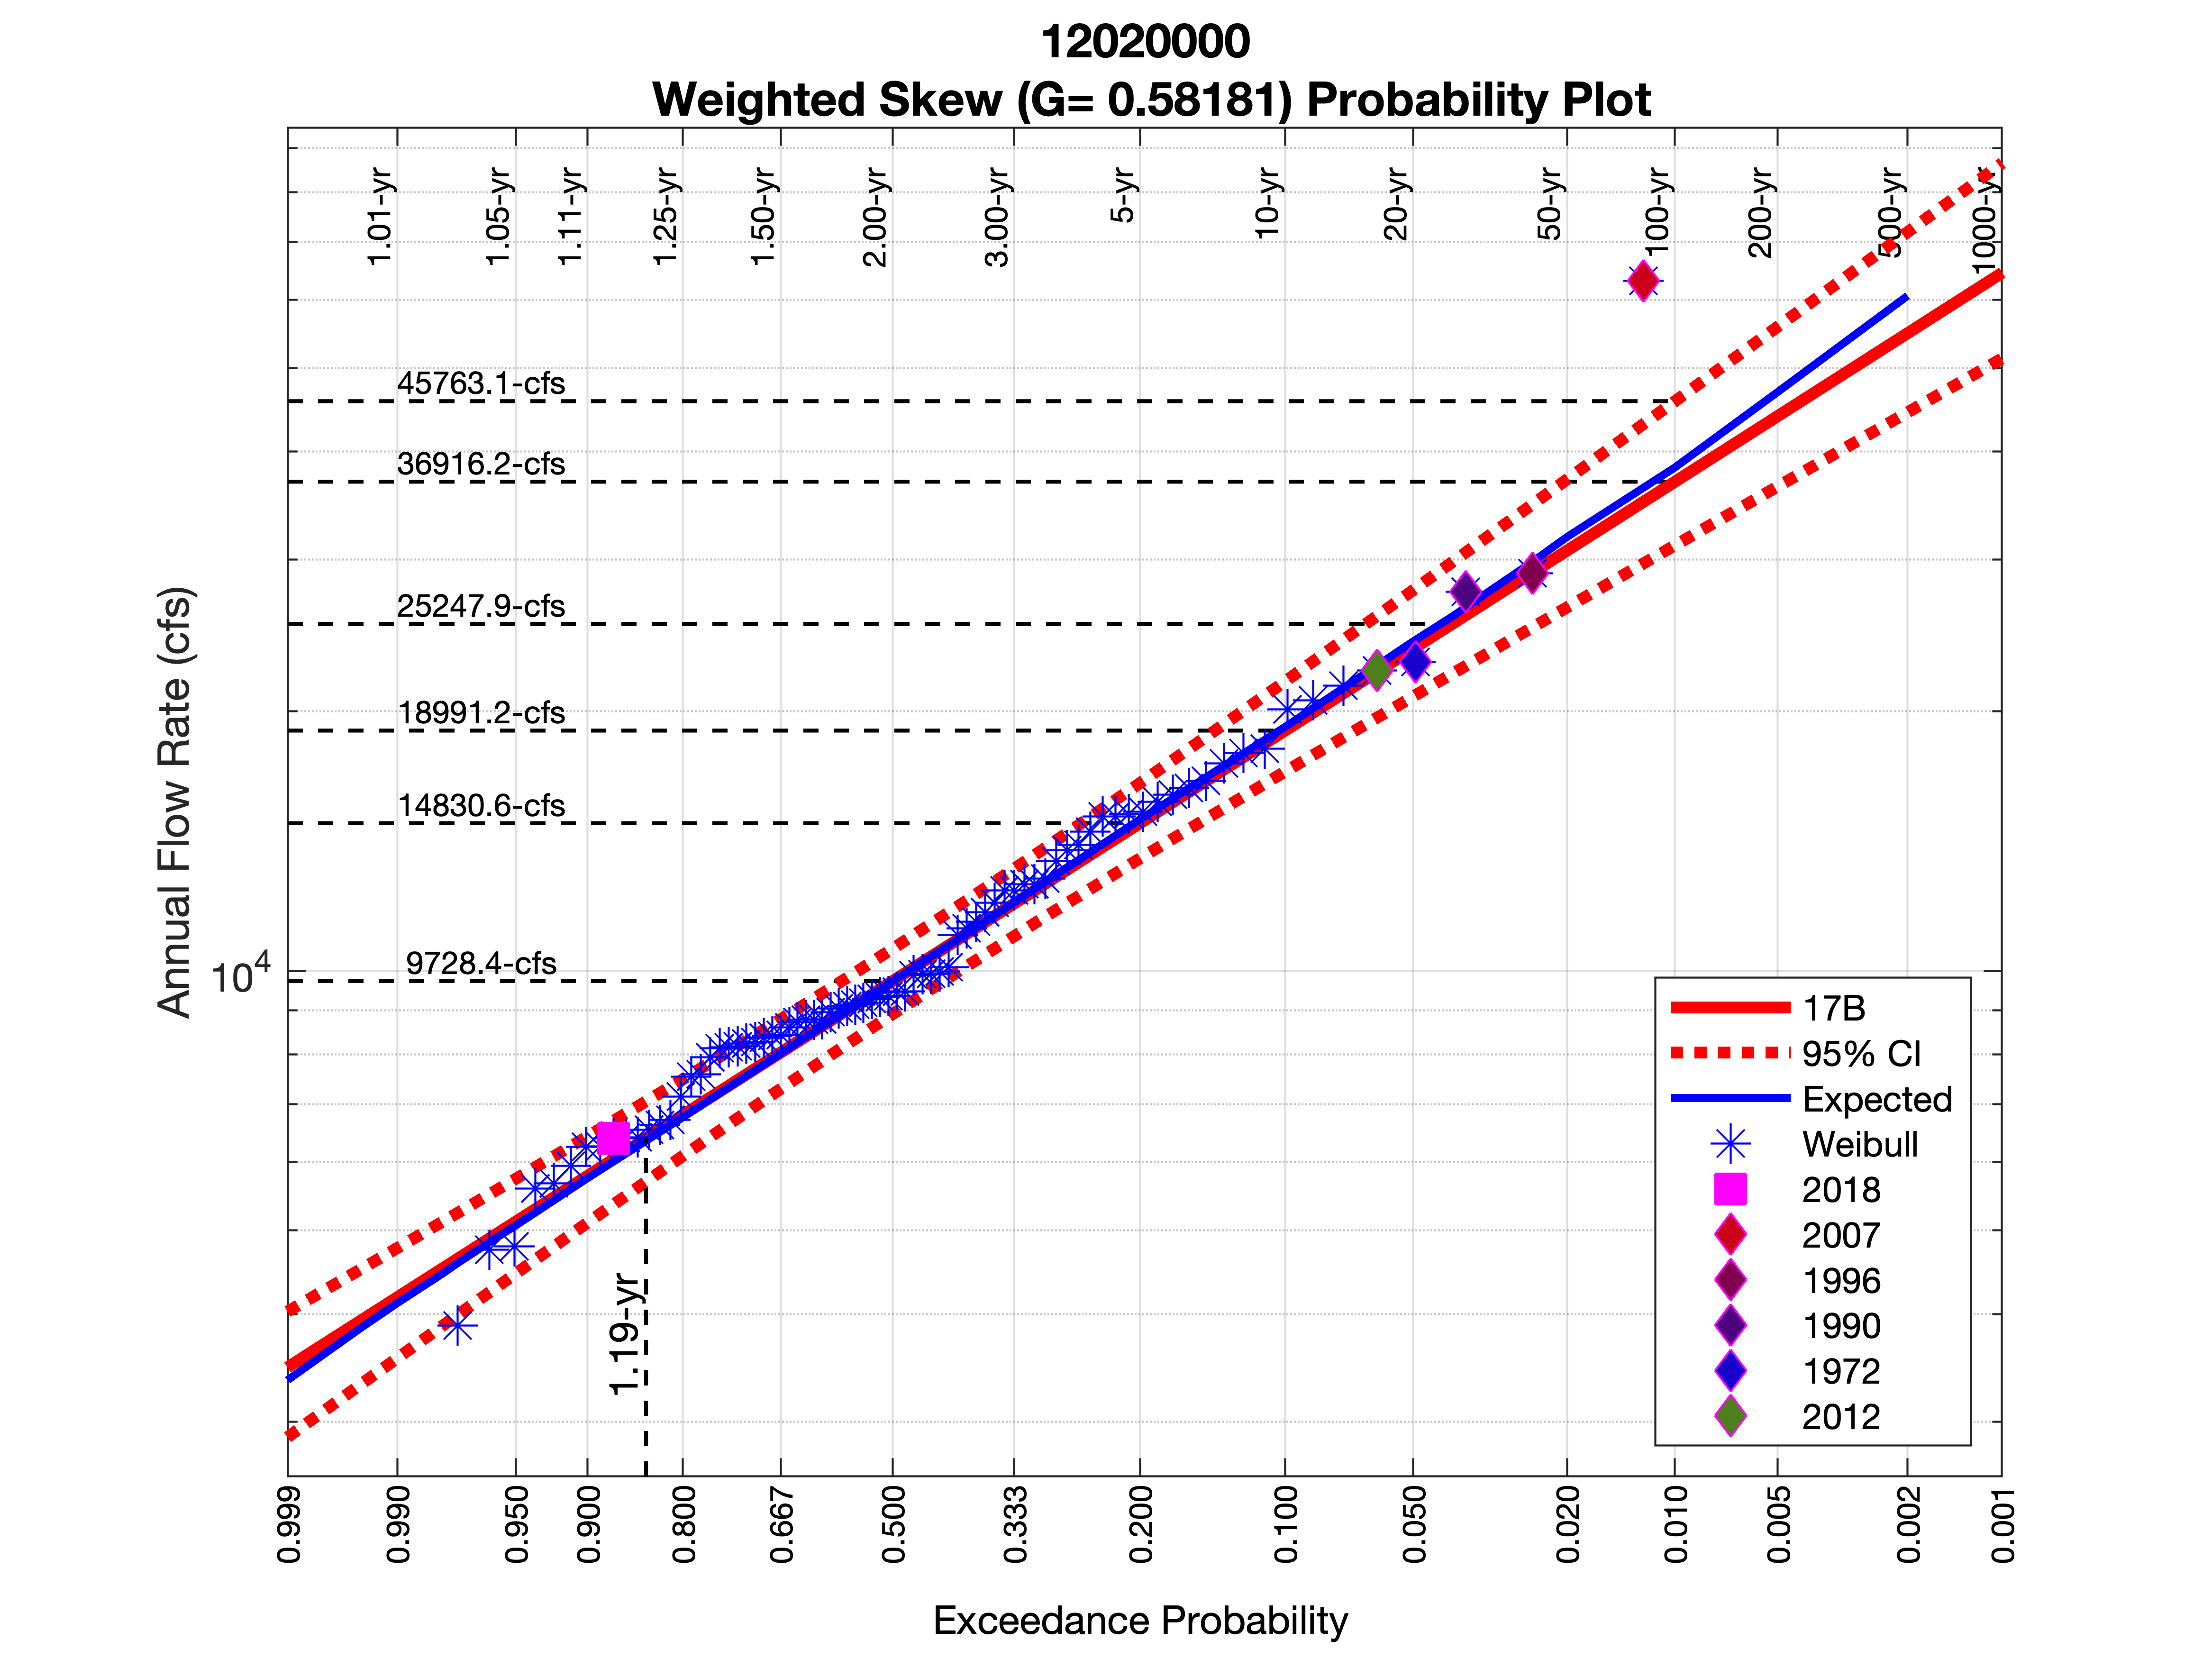 12020000
Weighted Skew (G= 0.58181) Probability Plot
1.01-yr
1.05-yr
1.11-yr
1.25-yr
1.50-yr
2.00-yr
3.00-yr
5-yr
10-yr
20-yr
50-yr
100-yr
200-yr
500-yr
1000-yr
45763.1-cfs
36916.2-cfs
25247.9-cfs
18991.2-cfs
14830.6-cfs
9728.4-cfs
Annual Flow Rate (cfs)
10^4
1.19-yr
17B
95% CI
Expected
Weibull
2018
2007
1996
1990
1972
2012
0.999
0.990
0.950
0.900
0.800
0.667
0.500
0.333
0.200
0.100
0.050
0.020
0.010
0.005
0.002
0.001
Exceedance Probability